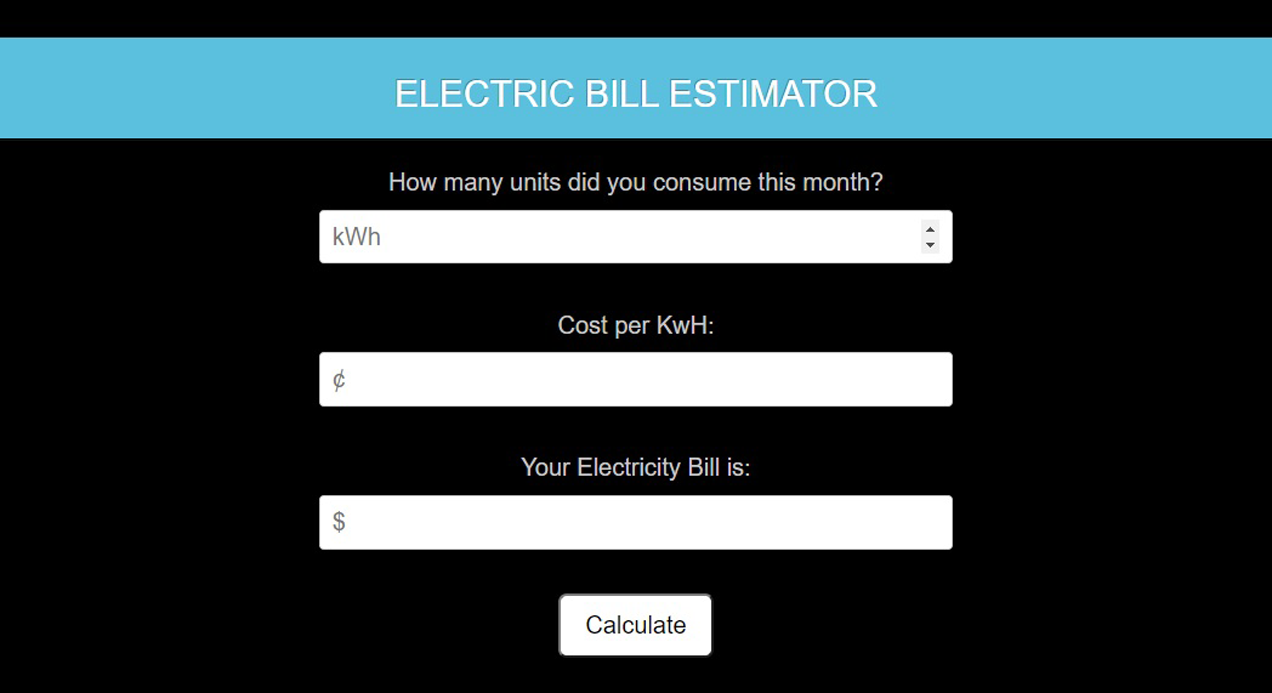 ELECTRIC BILL ESTIMATOR
How many units did you consume this month?
kWh
Cost per KwH:
¢
Your Electricity Bill is:
$
Calculate